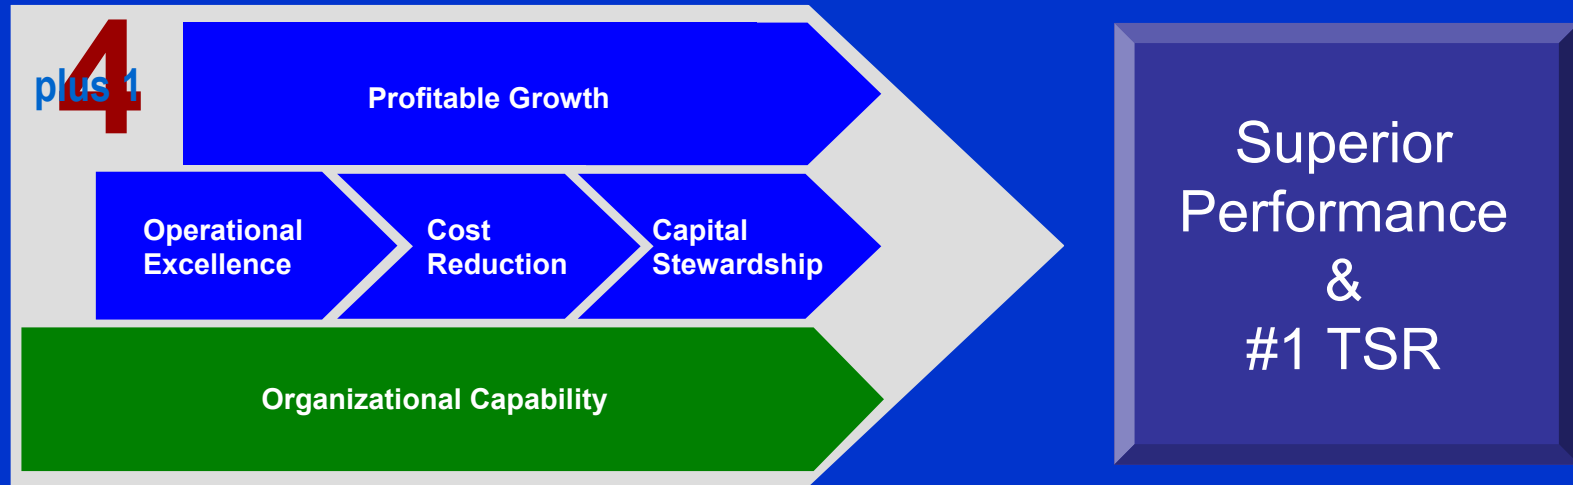 4
plus 1
Profitable Growth
Operational
Excellence
Cost
Reduction
Capital
Stewardship
Organizational Capability
Superior
Performance
&
#1 TSR